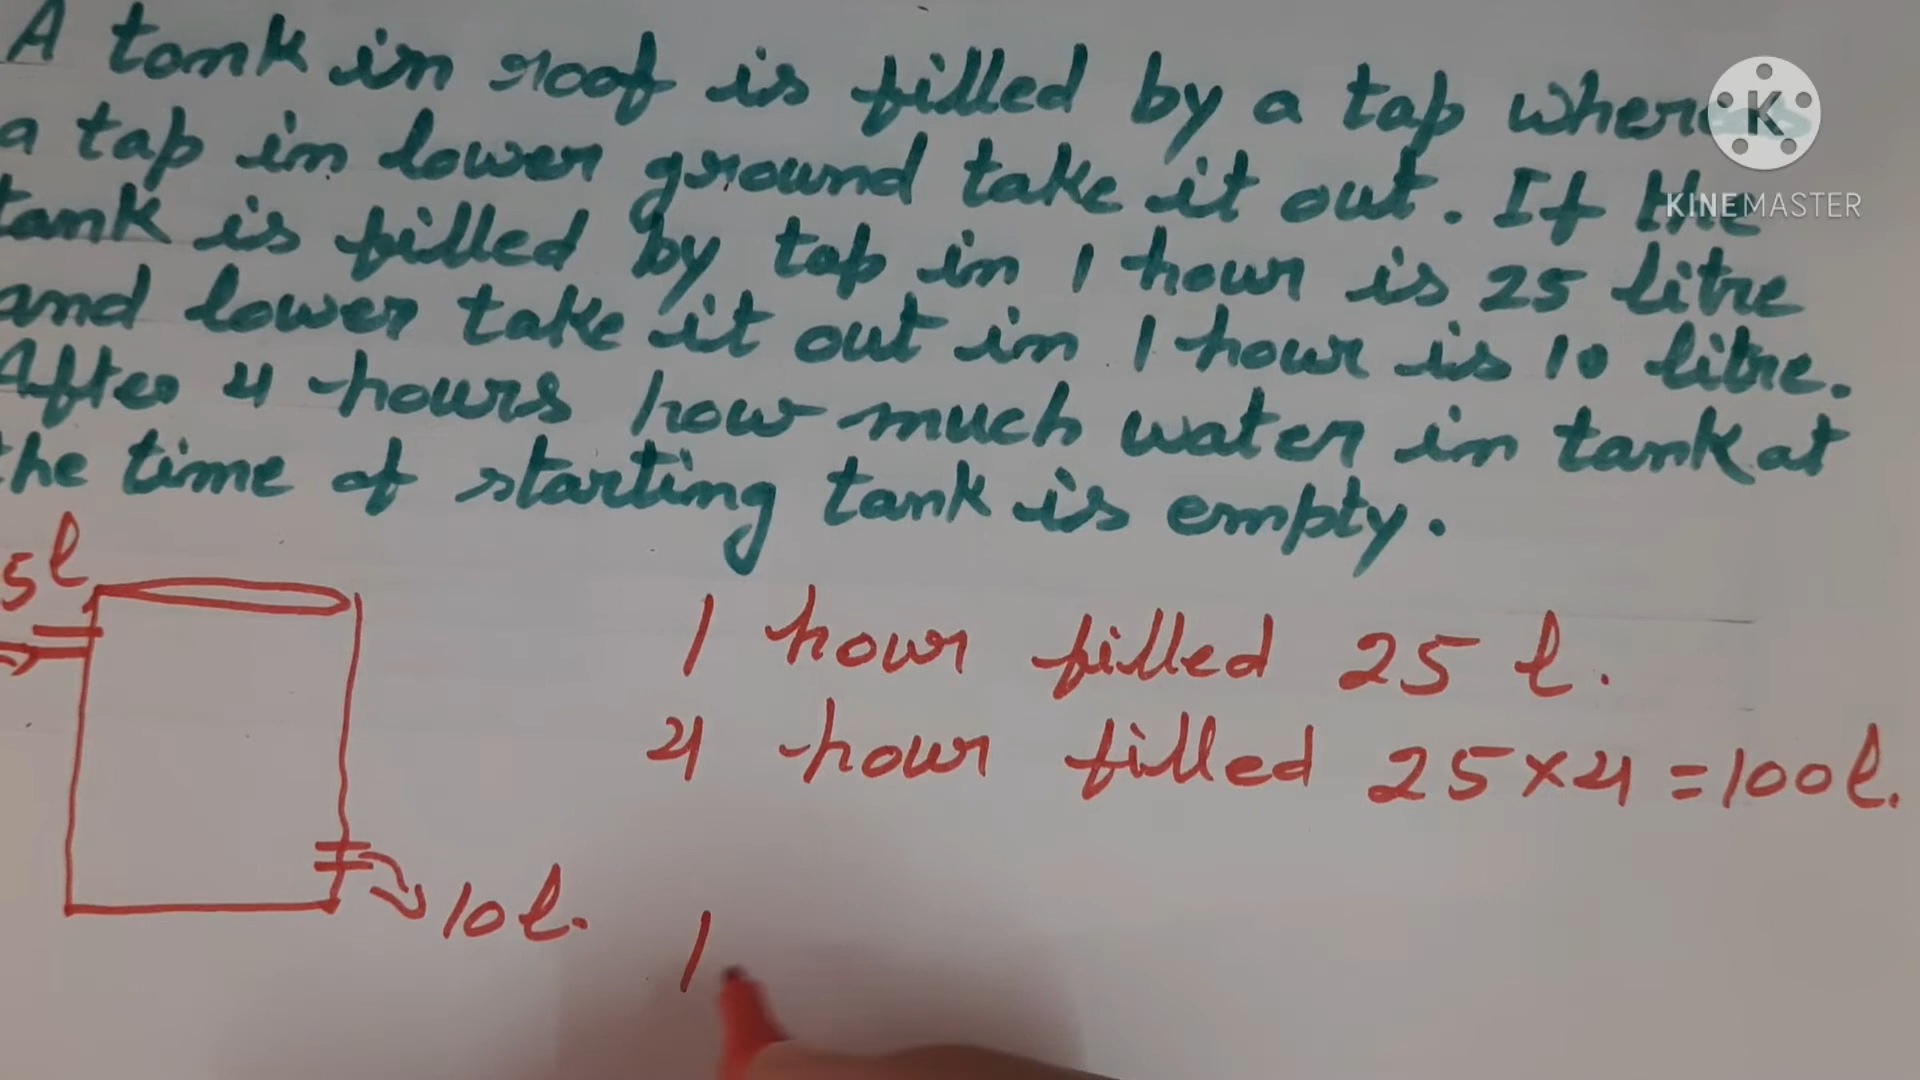 A tank in roof is filled by a tap where
a tap in lower ground take it out. If the
tank is filled by tap in 1 hour is 25 litre
and lower take it out in 1 hour is 10 litre.
After 4 hours how much water in tank at
the time of starting tank is empty.
K
KINEMASTER
5 l
1 hour filled 25 l.
4 hour filled 25 × 4 = 100 l.
10 l.
1